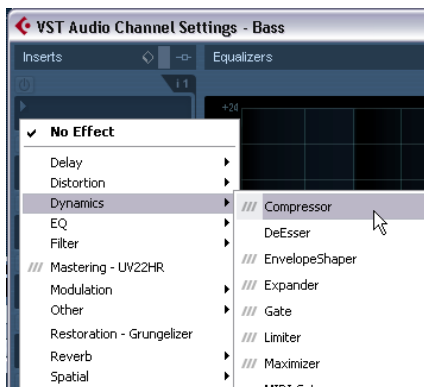 VST Audio Channel Settings - Bass
Inserts
Equalizers
i1
+24
No Effect
Delay
Distortion
Dynamics
EQ
Filter
Mastering - UV22HR
Modulation
Other
Restoration - Grungelizer
Reverb
Spatial
Compressor
DeEsser
EnvelopeShaper
Expander
Gate
Limiter
Maximizer